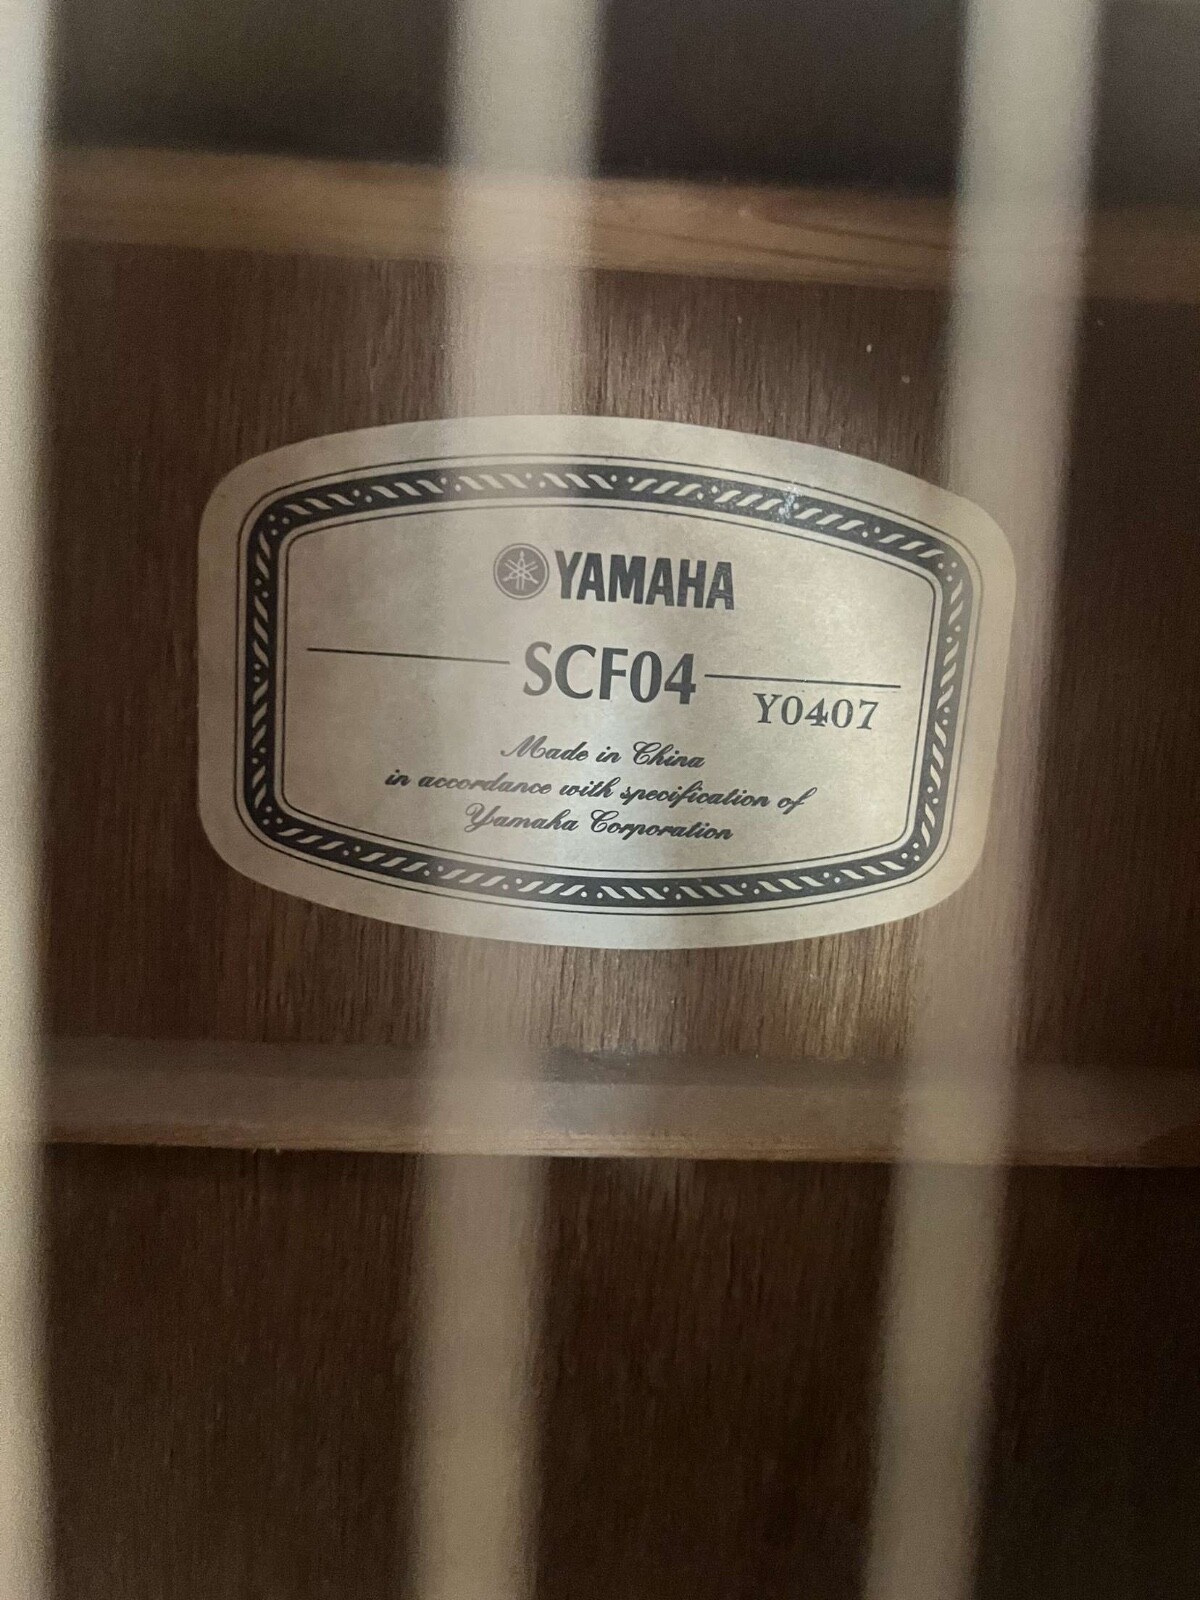 YAMAHA
SCF04
Y0407
Made in China
in accordance with specification of
Yamaha Corporation